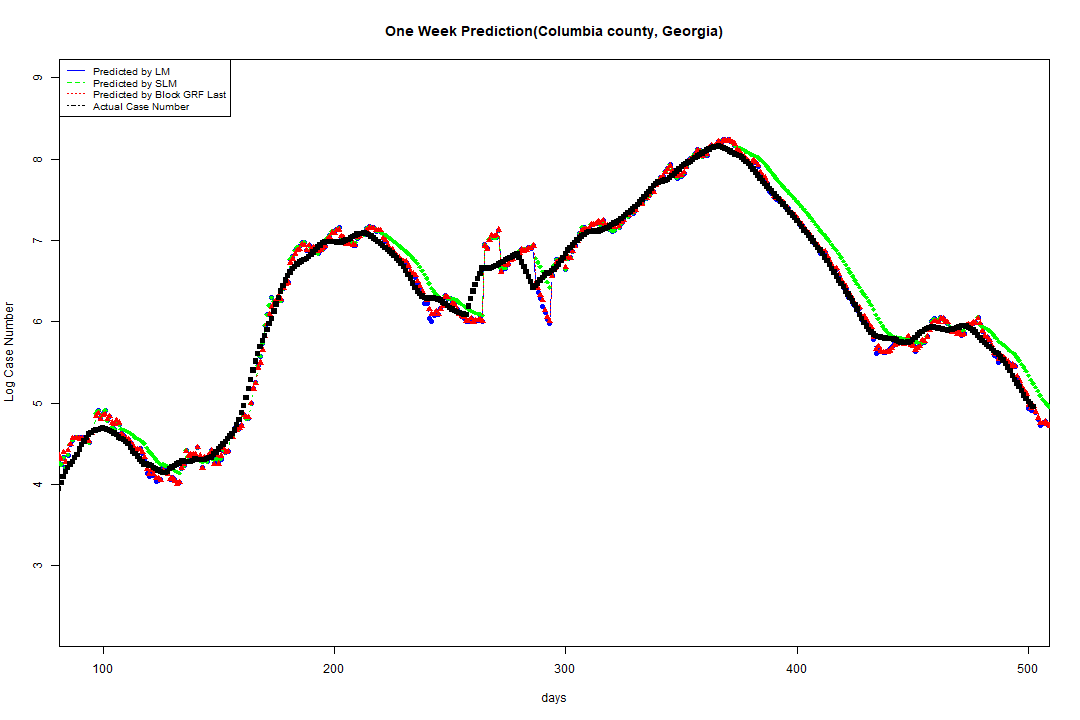 One Week Prediction(Columbia county, Georgia)
Predicted by LM
Predicted by SLM
Predicted by Block GRF Last
Actual Case Number
Log Case Number
9
8
7
6
5
4
3
100 200 300 400 500
days